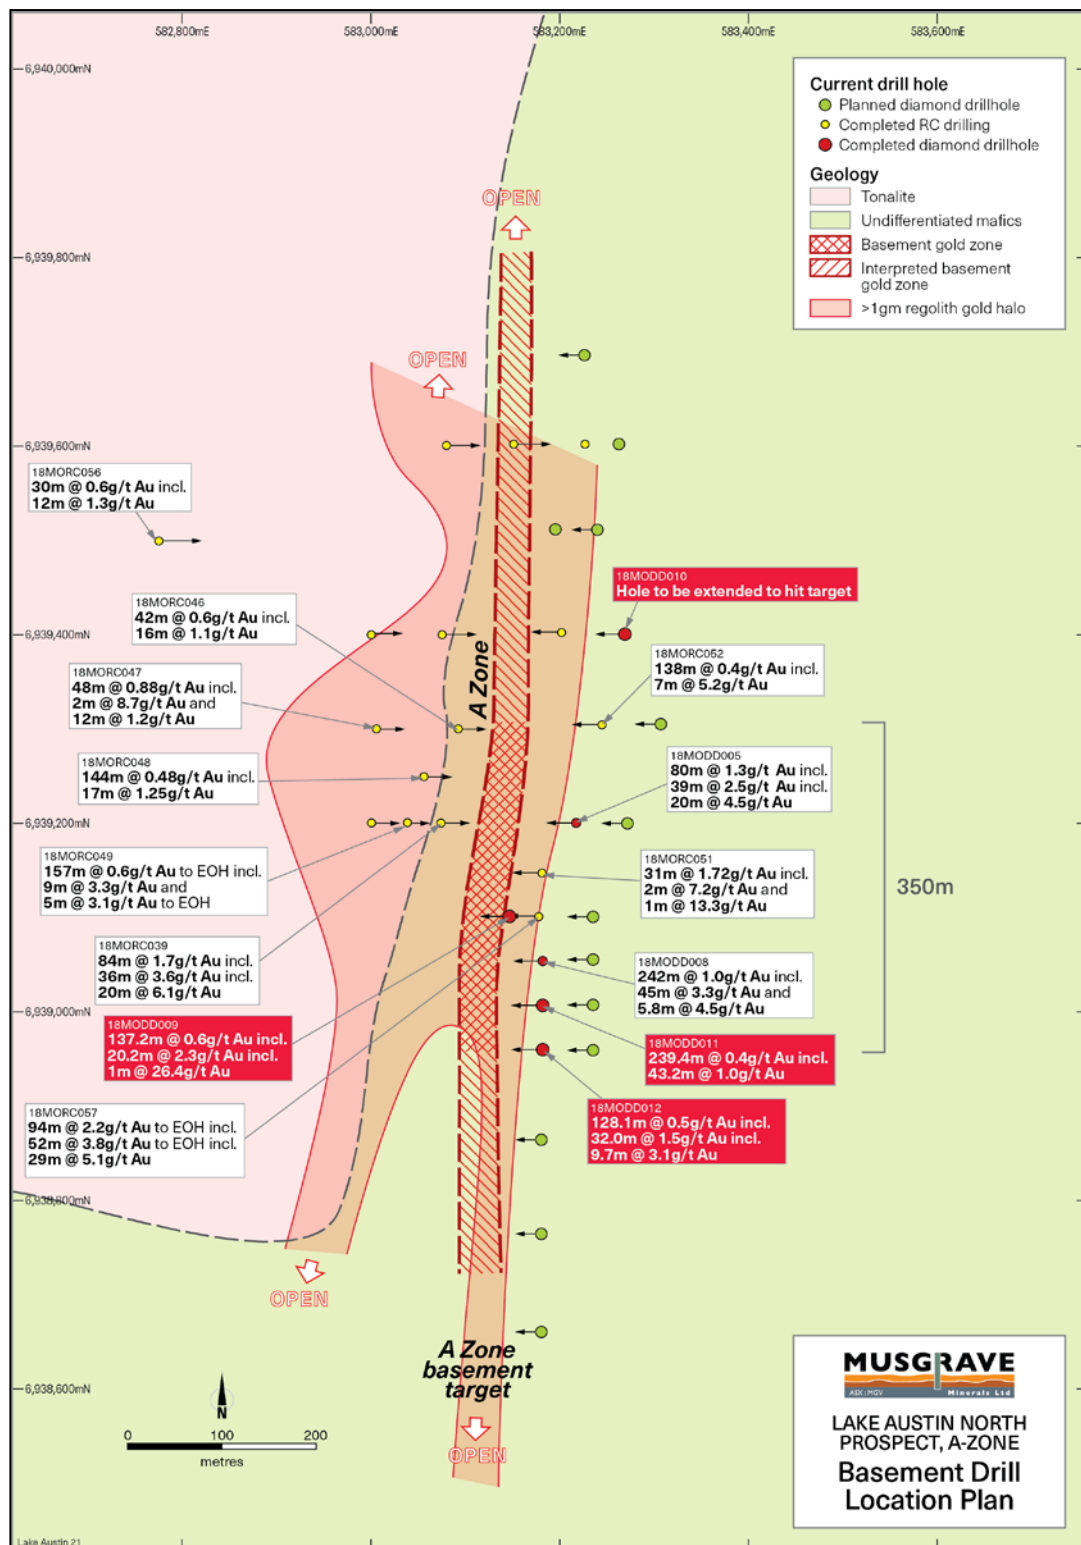 582,800mE
583,000mE
583,200mE
583,400mE
583,600mE
6,940,000mN
Current drill hole
Planned diamond drillhole
Completed RC drilling
Completed diamond drillhole
Geology
Tonalite
Undifferentiated mafics
Basement gold zone
Interpreted basement
gold zone
>1gm regolith gold halo
OPEN
6,939,800mN
OPEN
6,939,600mN
18MORC056
30m @ 0.6g/t Au incl.
12m @ 1.3g/t Au
18MODD010
Hole to be extended to hit target
18MORC046
42m @ 0.6g/t Au incl.
16m @ 1.1g/t Au
6,939,400mN
A Zone
18MORC052
138m @ 0.4g/t Au incl.
7m @ 5.2g/t Au
18MORC047
48m @ 0.88g/t Au incl.
2m @ 8.7g/t Au and
12m @ 1.2g/t Au
18MORC048
144m @ 0.48g/t Au incl.
17m @ 1.25g/t Au
18MODD005
80m @ 1.3g/t Au incl.
39m @ 2.5g/t Au incl.
20m @ 4.5g/t Au
6,939,200mN
18MORC049
157m @ 0.6g/t Au to EOH incl.
9m @ 3.3g/t Au and
5m @ 3.1g/t Au to EOH
18MORC051
31m @ 1.72g/t Au incl.
2m @ 7.2g/t Au and
1m @ 13.3g/t Au
350m
18MORC039
84m @ 1.7g/t Au incl.
36m @ 3.6g/t Au incl.
20m @ 6.1g/t Au
18MODD008
242m @ 1.0g/t Au incl.
45m @ 3.3g/t Au and
5.8m @ 4.5g/t Au
6,939,000mN
18MODD009
137.2m @ 0.6g/t Au incl.
20.2m @ 2.3g/t Au incl.
1m @ 26.4g/t Au
18MODD011
239.4m @ 0.4g/t Au incl.
43.2m @ 1.0g/t Au
18MORC057
94m @ 2.2g/t Au to EOH incl.
52m @ 3.8g/t Au to EOH incl.
29m @ 5.1g/t Au
18MODD012
128.1m @ 0.5g/t Au incl.
32.0m @ 1.5g/t Au incl.
9.7m @ 3.1g/t Au
6,938,800mN
OPEN
A Zone
basement
target
6,938,600mN
N
0 100 200
metres
OPEN
MUSGRAVE
ASX:MGV Minerals Ltd
LAKE AUSTIN NORTH
PROSPECT, A-ZONE
Basement Drill
Location Plan
Lake Austin 21